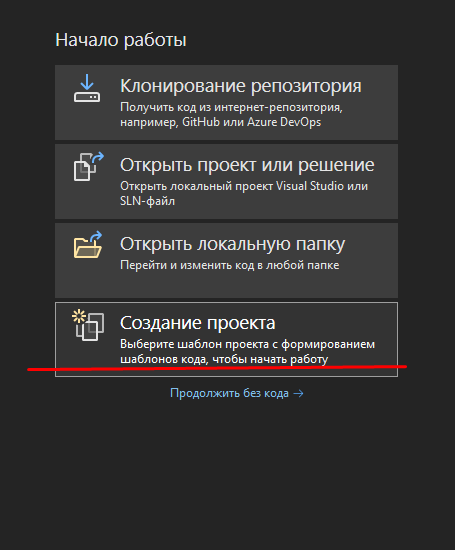 Начало работы
Клонирование репозитория
Получить код из интернет-репозитория,
например, GitHub или Azure DevOps
Открыть проект или решение
Открыть локальный проект Visual Studio или
SLN-файл
Открыть локальную папку
Перейти и изменить код в любой папке
Создание проекта
Выберите шаблон проекта с формированием
шаблонов кода, чтобы начать работу
Продолжить без кода →